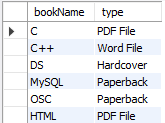 bookName type
C PDF File
C++ Word File
DS Hardcover
MySQL Paperback
OSC Paperback
HTML PDF File